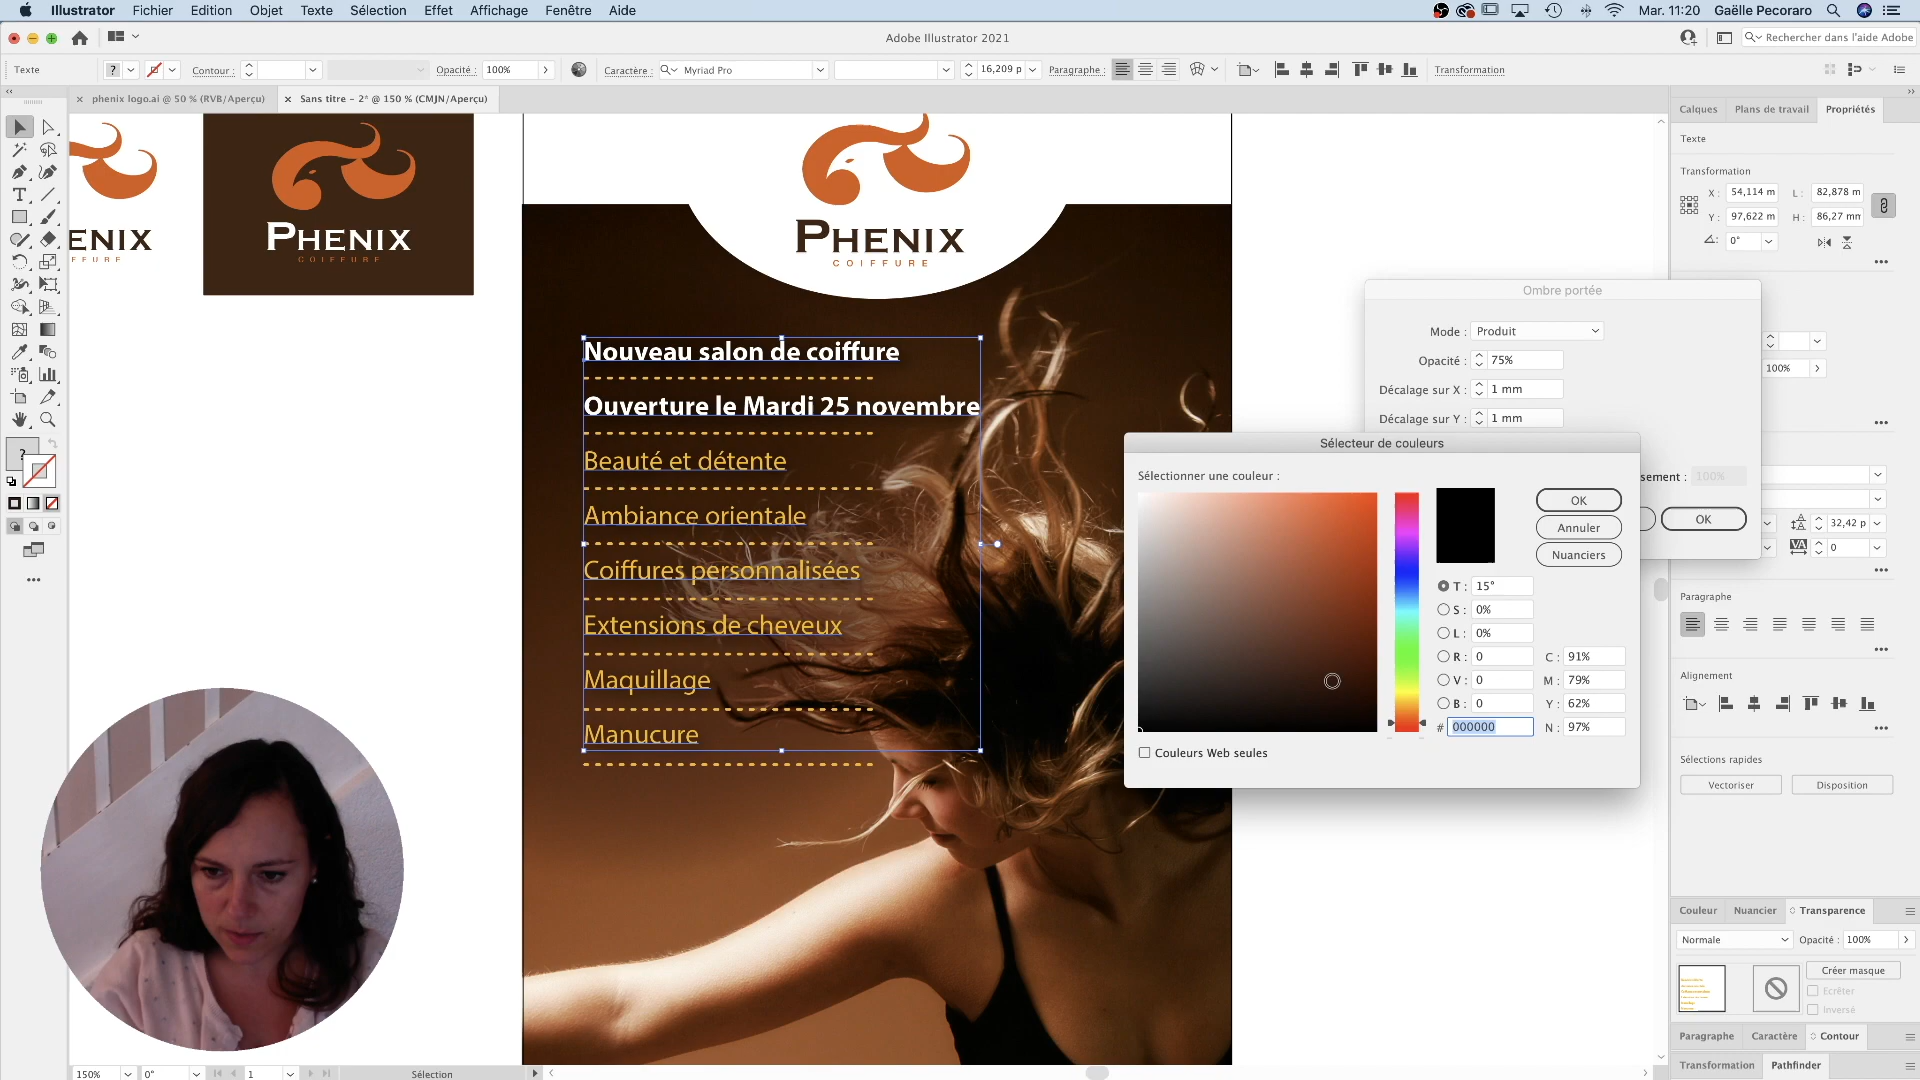 Illustrator Fichier Edition Objet Texte Sélection Effet Affichage Fenêtre Aide
Mar. 11:20 Gaëlle Pecoraro
Adobe Illustrator 2021
Rechercher dans l'aide Adobe
Texte
?
Contour :
Opacité : 100%
Caractère : Myriad Pro
16,209 p
Paragraphe :
Transformation
phenix logo.ai @ 50 % (RVB/Aperçu)
Sans titre - 2* @ 150 % (CMJN/Aperçu)
Calques Plans de travail Propriétés
Texte
Transformation
X : 54,114 m L : 82,878 m
Y : 97,622 m H : 86,27 mm
0°
ENIX
FFURE
PHENIX
COIFFURE
PHENIX
COIFFURE
Nouveau salon de coiffure
Ouverture le Mardi 25 novembre
Beauté et détente
Ambiance orientale
Coiffures personnalisées
Extensions de cheveux
Maquillage
Manucure
Ombre portée
Mode : Produit
Opacité : 75%
Décalage sur X : 1 mm
Décalage sur Y : 1 mm
sement : 100%
OK
100%
32,42 p
VA 0
Sélecteur de couleurs
Sélectionner une couleur :
OK
Annuler
Nuanciers
T : 15°
S : 0%
L : 0%
R : 0 C : 91%
V : 0 M : 79%
B : 0 Y : 62%
# 000000 N : 97%
Couleurs Web seules
Paragraphe
Alignement
Sélections rapides
Vectoriser Disposition
Couleur Nuancier Transparence
Normale Opacité : 100%
Créer masque
Ecrêter
Inversé
Paragraphe Caractère Contour
Transformation Pathfinder
150% 0° 1 Sélection